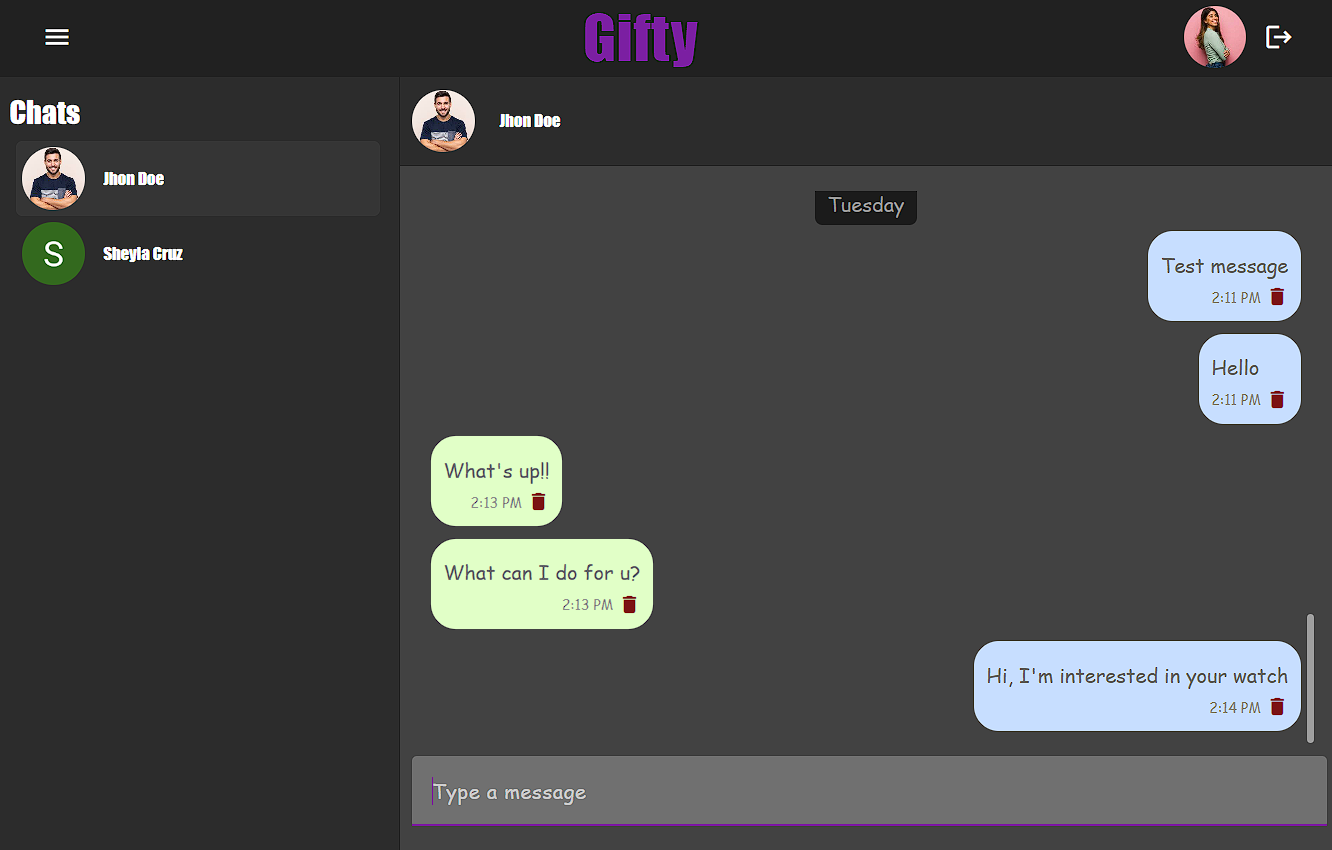 Gifty
Chats
Jhon Doe
S
Sheyla Cruz
Jhon Doe
Tuesday
Test message
2:11 PM
Hello
2:11 PM
What's up!!
2:13 PM
What can I do for u?
2:13 PM
Hi, I'm interested in your watch
2:14 PM
Type a message